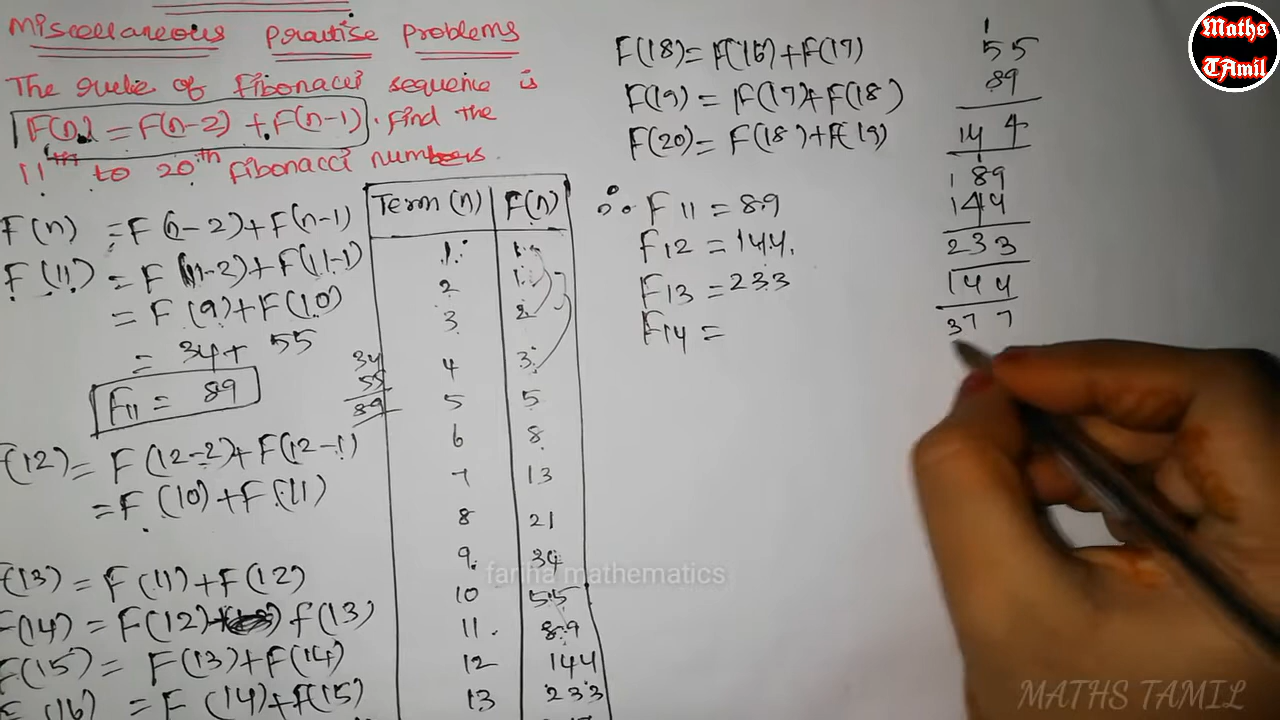 Miscellaneous Practise Problems
The rule of Fibonacci sequence is
F(n) = F(n-2) + F(n-1). Find the
11th to 20th Fibonacci numbers.
F(n) = F(n-2) + F(n-1)
F(11) = F(11-2) + F(11-1)
= F(9) + F(10)
= 34 + 55
F11 = 89
34
55
89
F(12) = F(12-2) + F(12-1)
= F(10) + F(11)
F(13) = F(11) + F(12)
F(14) = F(12) + f(13)
F(15) = F(13) + F(14)
F(16) = F(14) + F(15)
Term (n) F(n)
1 1
2 1
3 2
4 3
5 5
6 8
7 13
8 21
9 34
10 55
11 89
12 144
13 233
F(18) = F(16) + F(17)
F(19) = F(17) + F(18)
F(20) = F(18) + F(19)
∴ F11 = 89
F12 = 144
F13 = 233
F14 =
1
55
89
144
1
89
144
233
144
377
Maths
TAmil
fariha mathematics
MATHS TAMIL